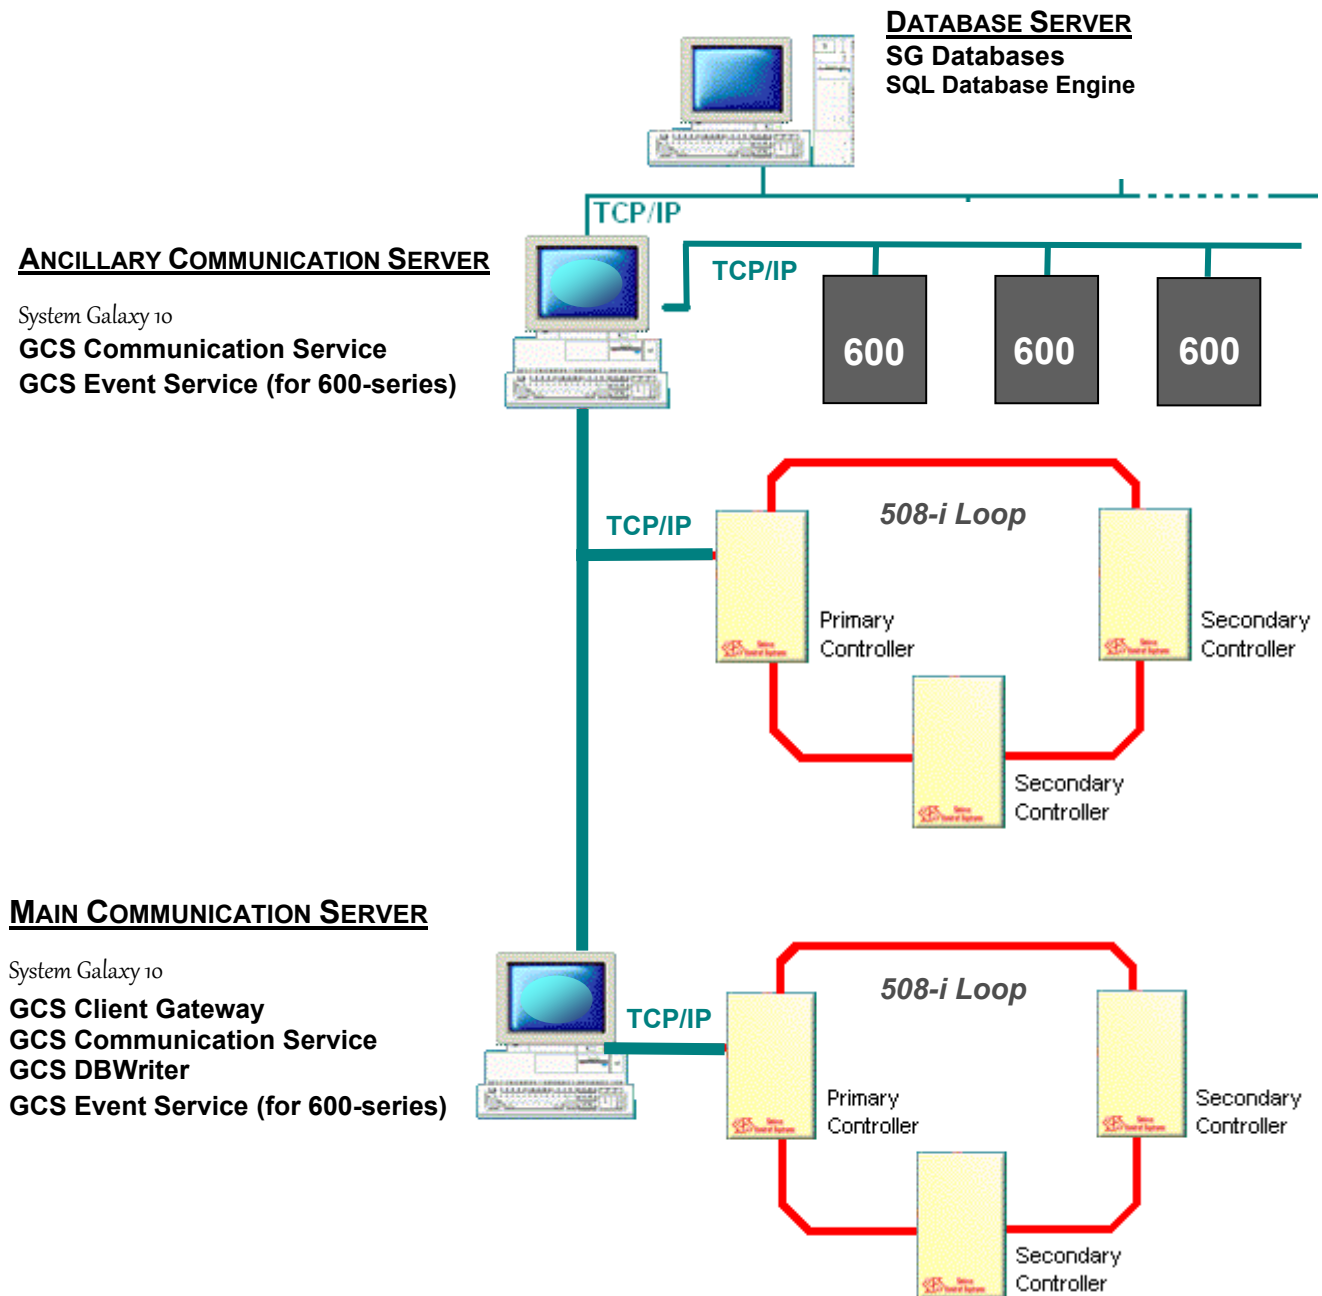 DATABASE SERVER
SG Databases
SQL Database Engine
TCP/IP
ANCILLARY COMMUNICATION SERVER
System Galaxy 10
GCS Communication Service
GCS Event Service (for 600-series)
TCP/IP
600
600
600
TCP/IP
508-i Loop
Primary
Controller
Secondary
Controller
Secondary
Controller
MAIN COMMUNICATION SERVER
System Galaxy 10
GCS Client Gateway
GCS Communication Service
GCS DBWriter
GCS Event Service (for 600-series)
TCP/IP
508-i Loop
Primary
Controller
Secondary
Controller
Secondary
Controller